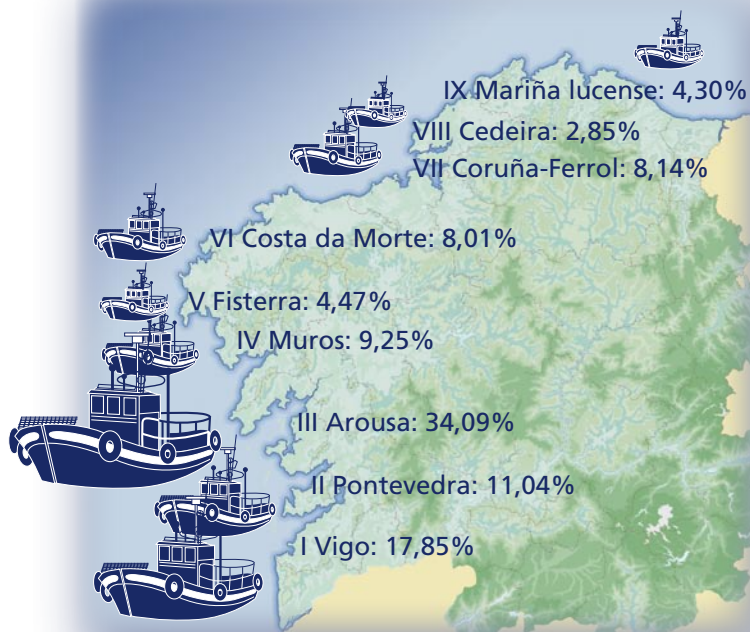 IX Mariña lucense: 4,30%
VIII Cedeira: 2,85%
VII Coruña-Ferrol: 8,14%
VI Costa da Morte: 8,01%
V Fisterra: 4,47%
IV Muros: 9,25%
III Arousa: 34,09%
II Pontevedra: 11,04%
I Vigo: 17,85%